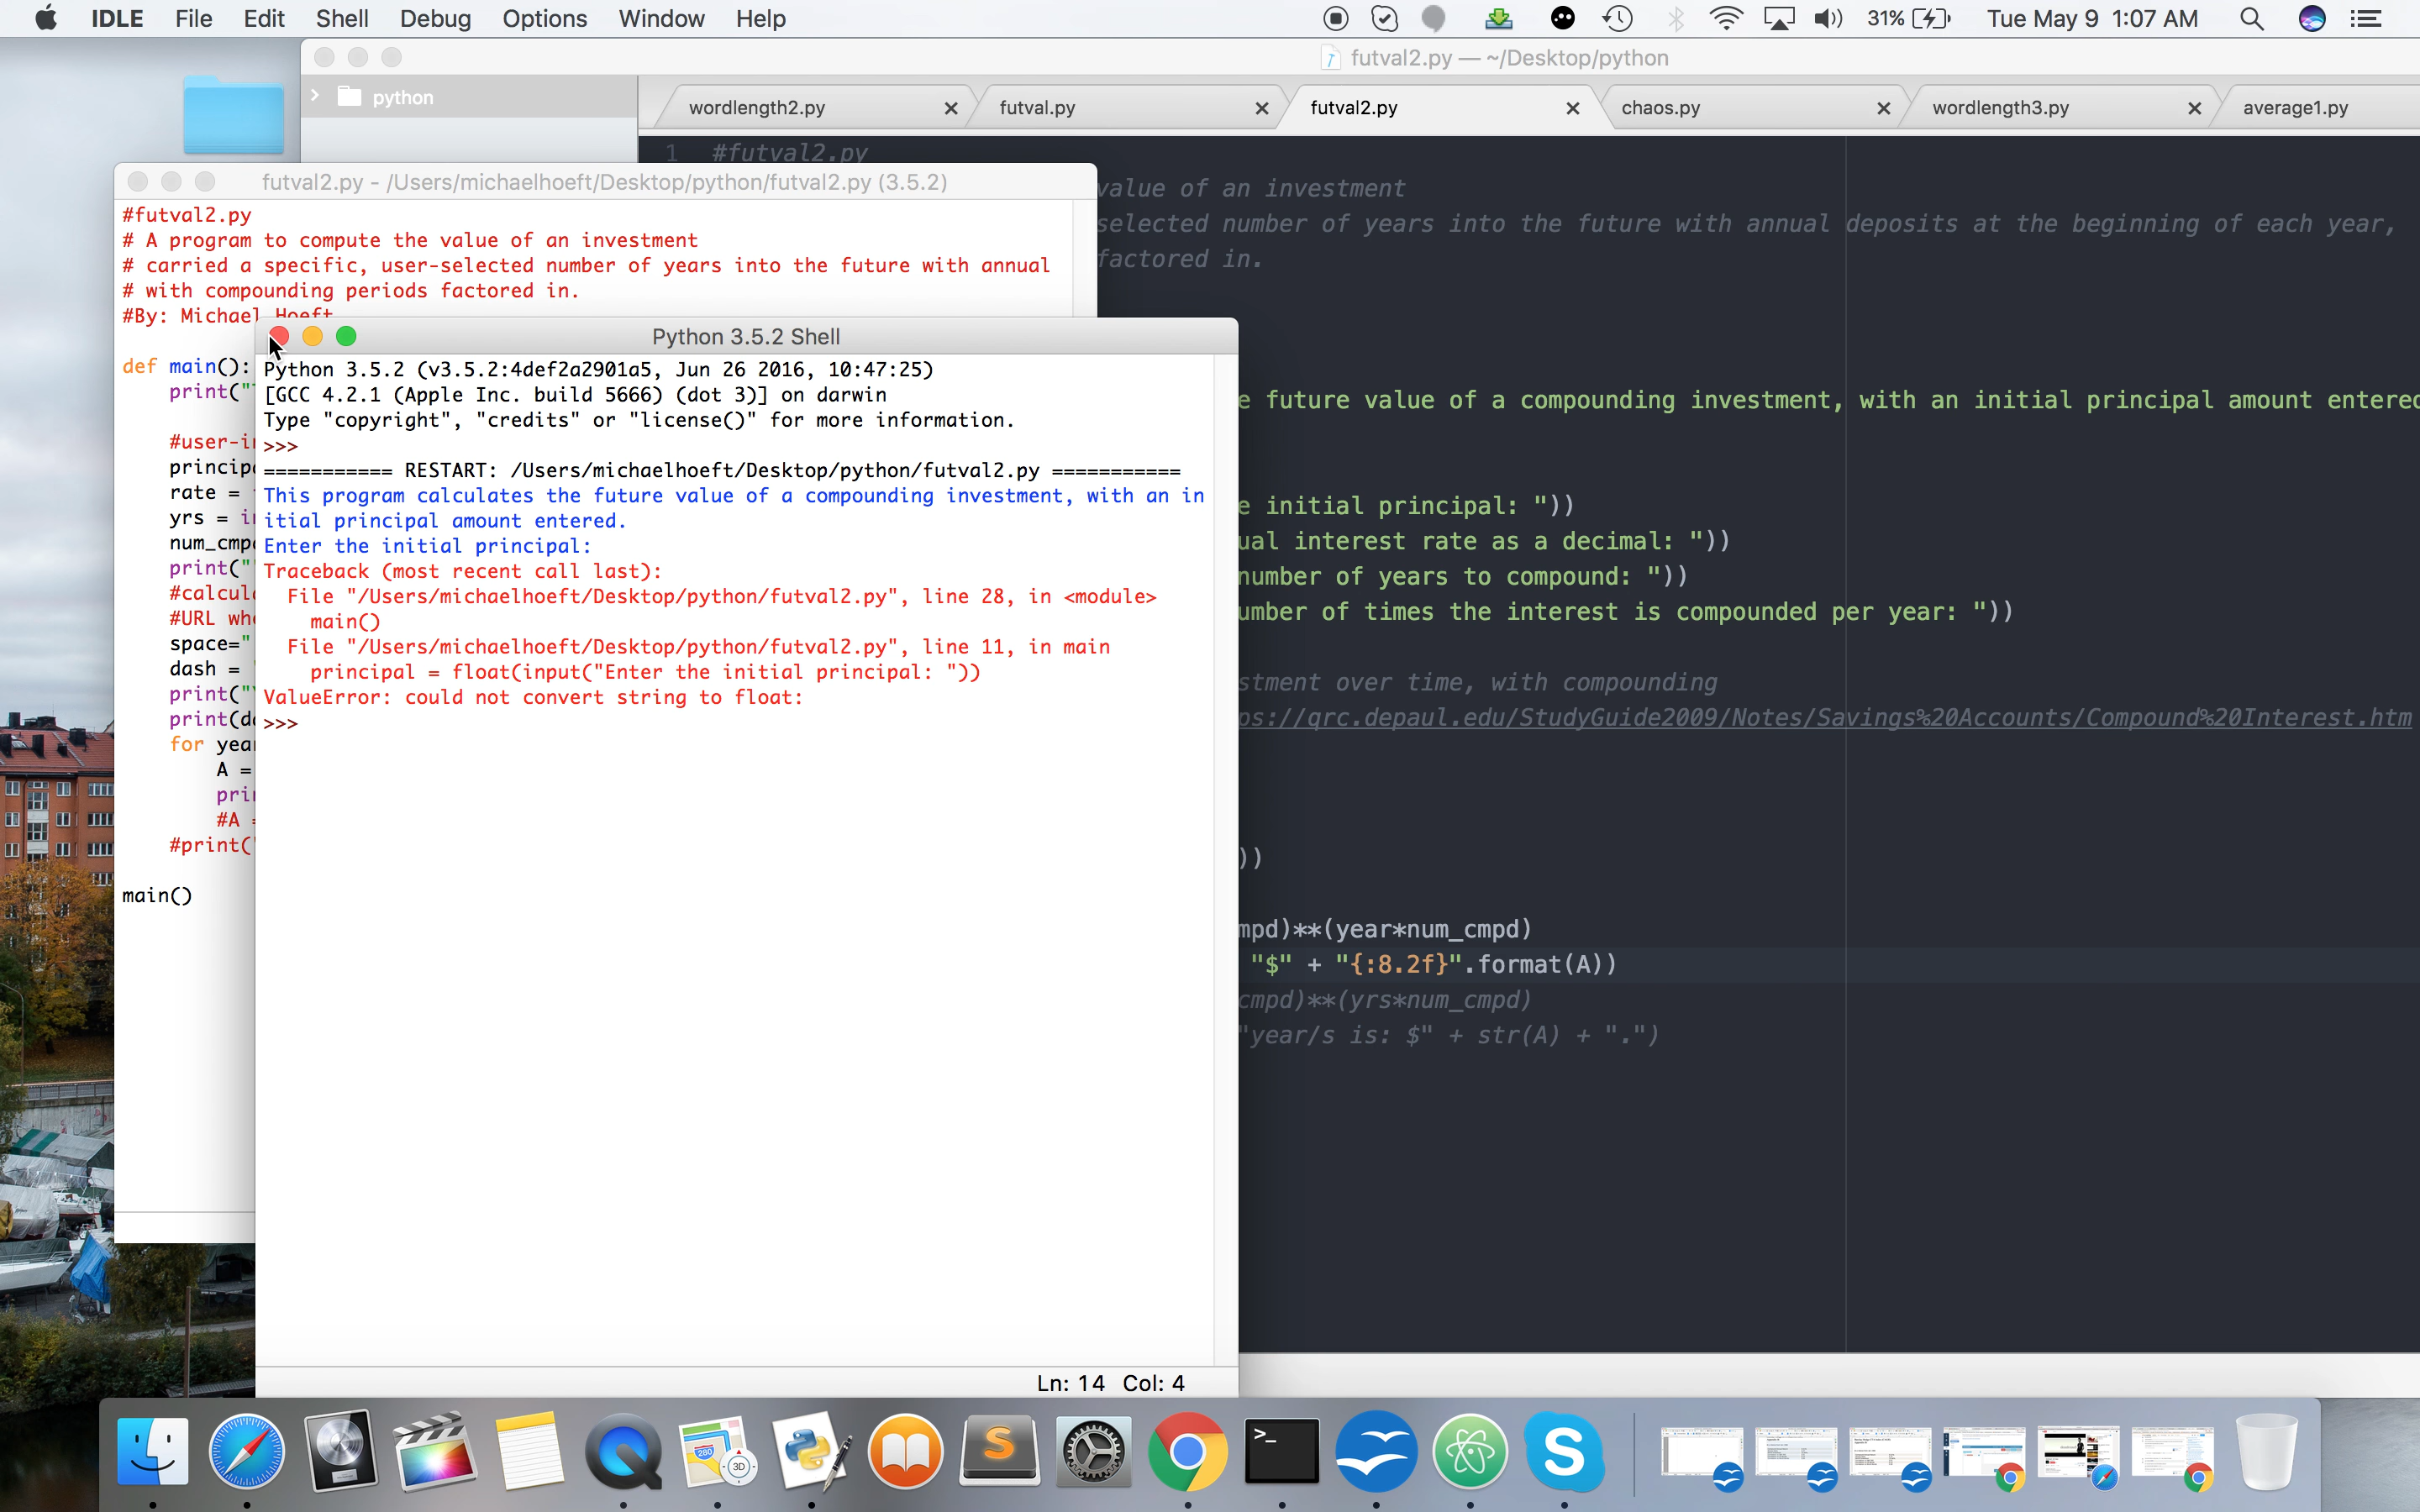 IDLE File Edit Shell Debug Options Window Help 31% Tue May 9 1:07 AM
futval2.py — ~/Desktop/python
python
wordlength2.py futval.py futval2.py chaos.py wordlength3.py average1.py
1 #futval2.py
value of an investment
selected number of years into the future with annual deposits at the beginning of each year,
factored in.
e future value of a compounding investment, with an initial principal amount entered
e initial principal: "))
ual interest rate as a decimal: "))
number of years to compound: "))
umber of times the interest is compounded per year: "))
stment over time, with compounding
ps://qrc.depaul.edu/StudyGuide2009/Notes/Savings%20Accounts/Compound%20Interest.htm
))
mpd)**(year*num_cmpd)
"$" + "{:8.2f}".format(A))
cmpd)**(yrs*num_cmpd)
"year/s is: $" + str(A) + ".")
futval2.py - /Users/michaelhoeft/Desktop/python/futval2.py (3.5.2)
#futval2.py
# A program to compute the value of an investment
# carried a specific, user-selected number of years into the future with annual
# with compounding periods factored in.
#By: Michael Hoeft
def main():
print("
#user-in
principa
rate =
yrs = in
num_cmp
print("
#calcul
#URL whe
space="
dash =
print("
print(da
for year
A =
prin
#A =
#print("
main()
Python 3.5.2 Shell
Python 3.5.2 (v3.5.2:4def2a2901a5, Jun 26 2016, 10:47:25)
[GCC 4.2.1 (Apple Inc. build 5666) (dot 3)] on darwin
Type "copyright", "credits" or "license()" for more information.
>>>
=========== RESTART: /Users/michaelhoeft/Desktop/python/futval2.py ===========
This program calculates the future value of a compounding investment, with an in
itial principal amount entered.
Enter the initial principal:
Traceback (most recent call last):
File "/Users/michaelhoeft/Desktop/python/futval2.py", line 28, in <module>
main()
File "/Users/michaelhoeft/Desktop/python/futval2.py", line 11, in main
principal = float(input("Enter the initial principal: "))
ValueError: could not convert string to float:
>>>
Ln: 14 Col: 4
280
3D
S
>_
S